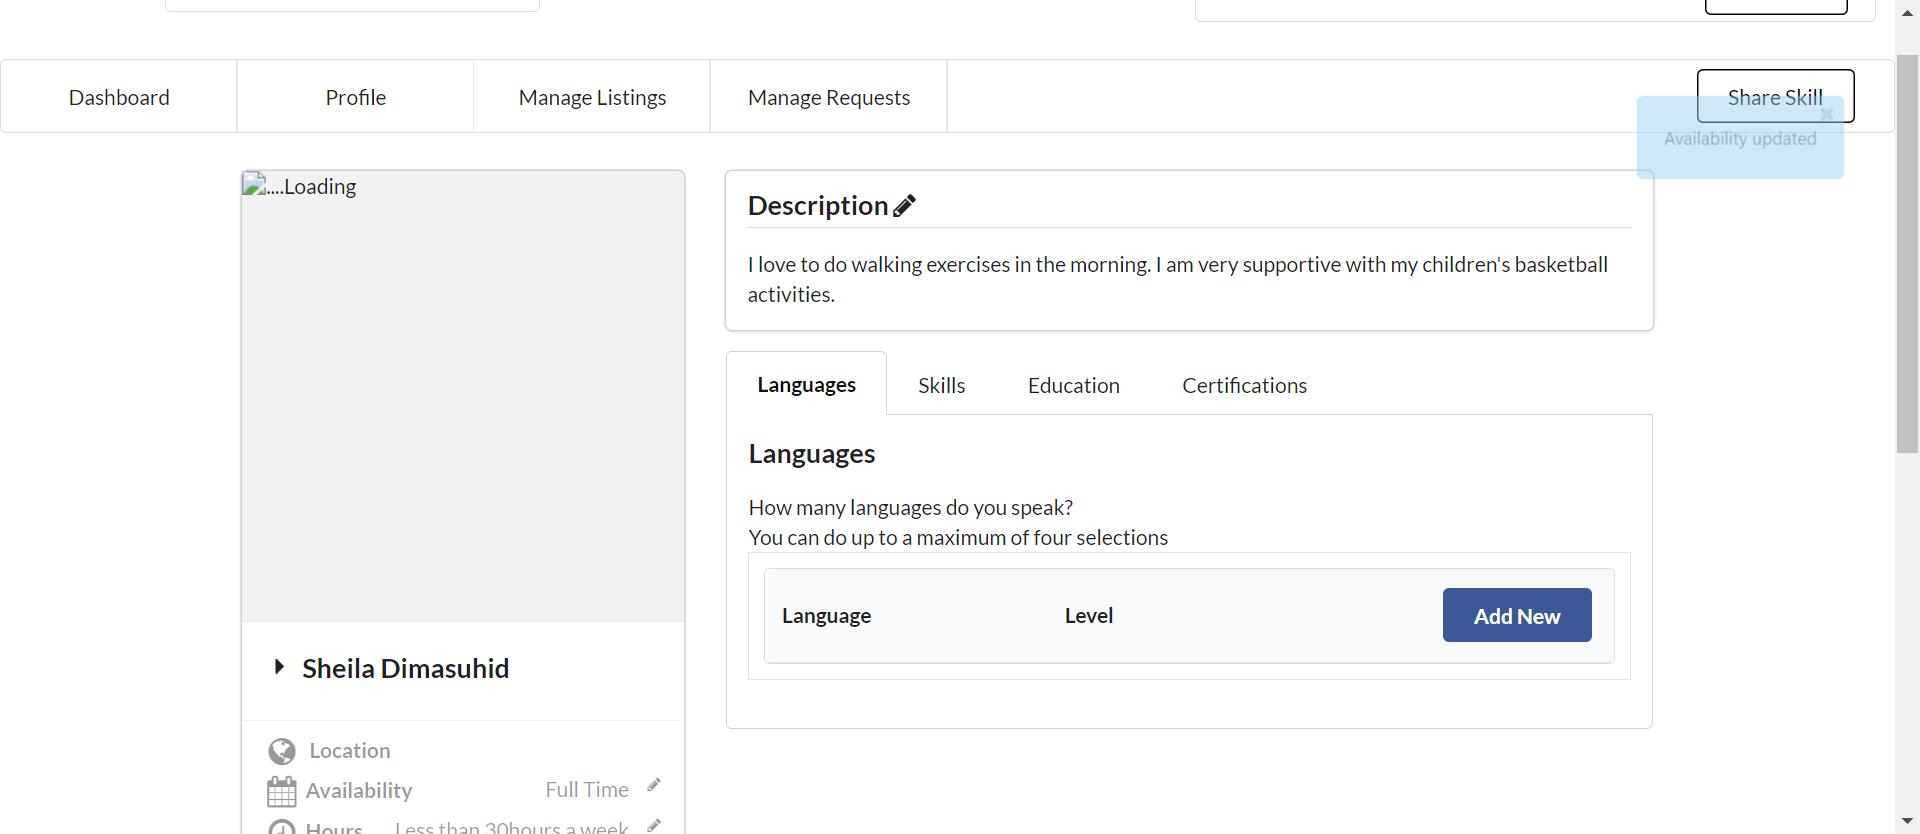 Dashboard
Profile
Manage Listings
Manage Requests
Share Skill
Availability updated
....Loading
Description
I love to do walking exercises in the morning. I am very supportive with my children's basketball
activities.
Languages
Skills
Education
Certifications
Languages
How many languages do you speak?
You can do up to a maximum of four selections
Language
Level
Add New
Sheila Dimasuhid
Location
Availability
Full Time
Hours
Less than 30hours a week